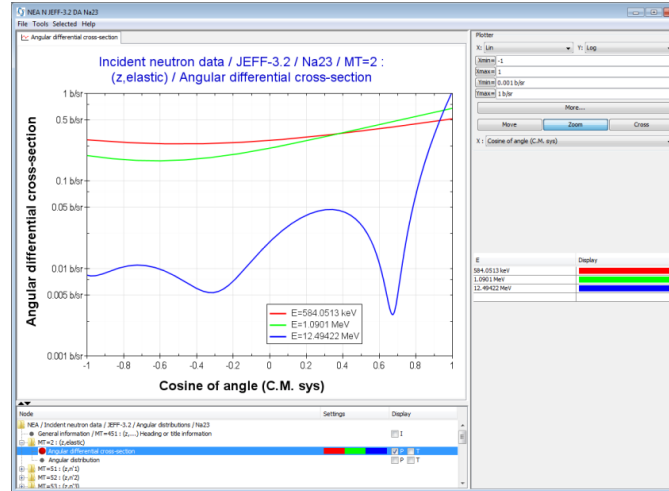 NEA N JEFF-3.2 DA Na23
File Tools Selected Help
Angular differential cross-section
Incident neutron data / JEFF-3.2 / Na23 / MT=2 :
(z,elastic) / Angular differential cross-section
Angular differential cross-section
1 b/sr
0.5 b/sr
0.1 b/sr
0.05 b/sr
0.01 b/sr
0.005 b/sr
0.001 b/sr
E=584.0513 keV
E=1.0901 MeV
E=12.49422 MeV
-1 -0.8 -0.6 -0.4 -0.2 0 0.2 0.4 0.6 0.8 1
Cosine of angle (C.M. sys)
Plotter
X: Lin Y: Log
Xmin= -1
Xmax= 1
Ymin= 0.001 b/sr
Ymax= 1 b/sr
More...
Move Zoom Cross
X : Cosine of angle (C.M. sys)
E Display
584.0513 keV
1.0901 MeV
12.49422 MeV
Node Settings Display
NEA / Incident neutron data / JEFF-3.2 / Angular distributions / Na23
General information / MT=451 : (z,...) Heading or title information I
MT=2 : (z,elastic)
Angular differential cross-section P T
Angular distribution P T
MT=51 : (z,n'1)
MT=52 : (z,n'2)
MT=53 : (z,n'3)